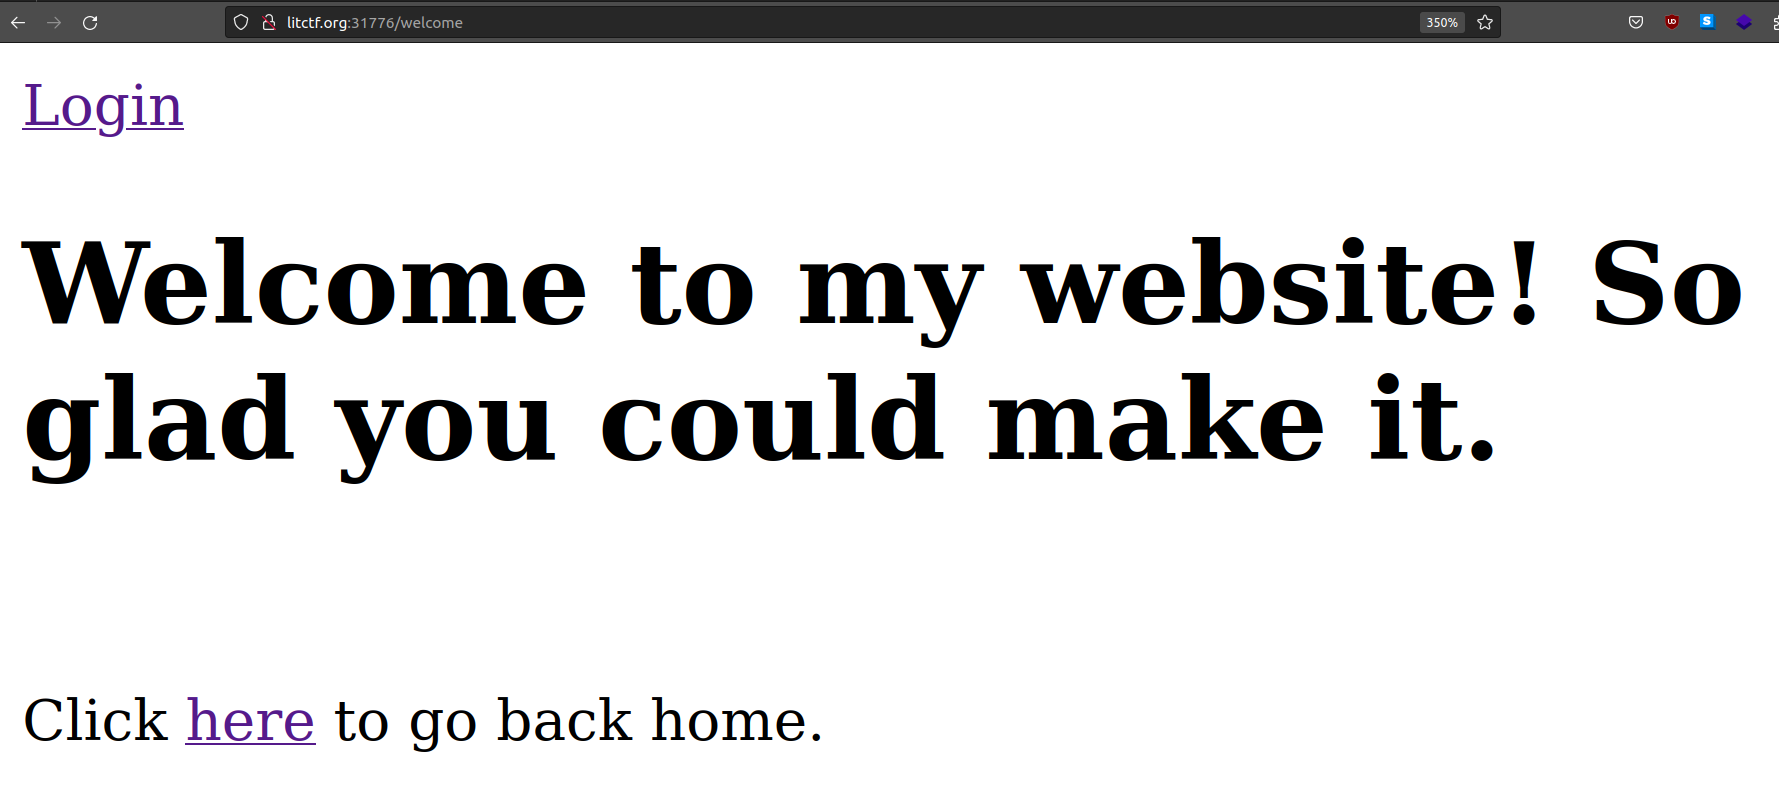 litctf.org:31776/welcome
350%
Login
Welcome to my website! So
glad you could make it.
Click here to go back home.